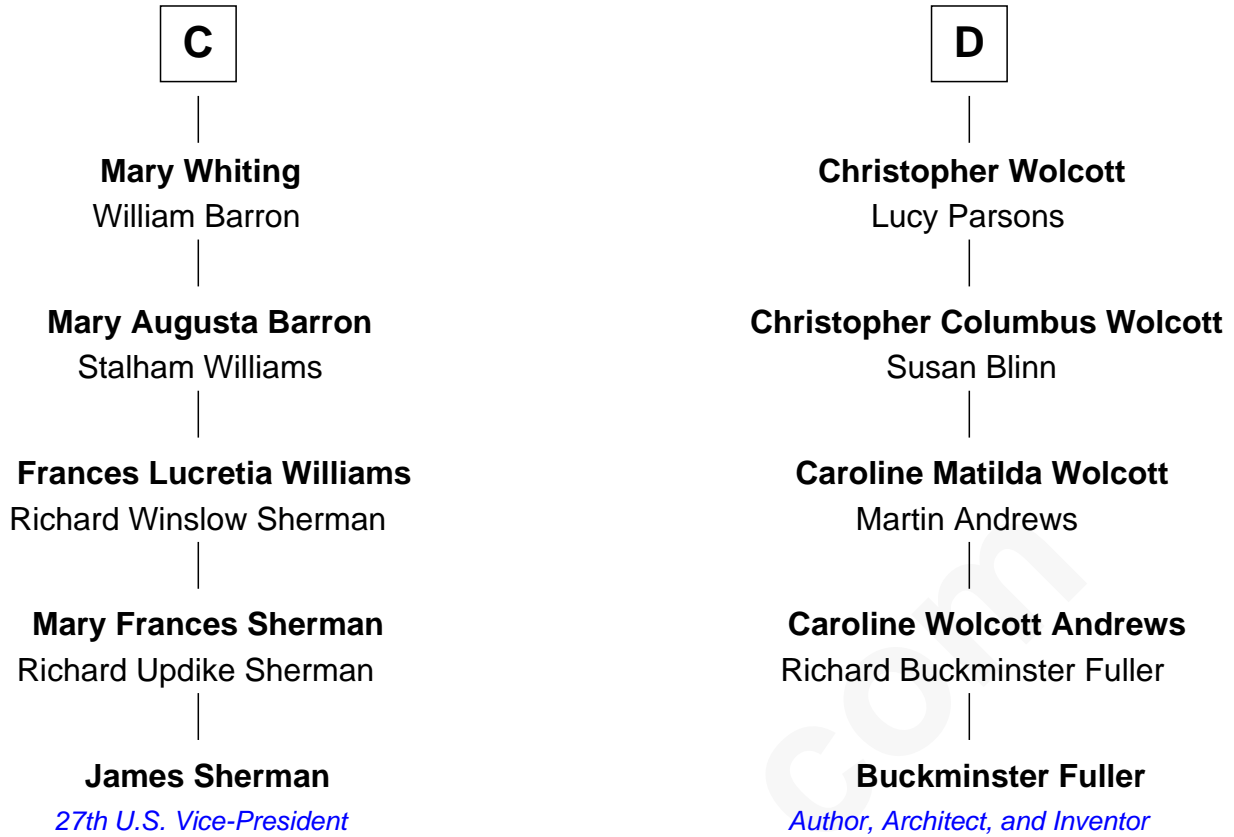 C
Mary Whiting
William Barron
Mary Augusta Barron
Stalham Williams
Frances Lucretia Williams
Richard Winslow Sherman
Mary Frances Sherman
Richard Updike Sherman
James Sherman
27th U.S. Vice-President
D
Christopher Wolcott
Lucy Parsons
Christopher Columbus Wolcott
Susan Blinn
Caroline Matilda Wolcott
Martin Andrews
Caroline Wolcott Andrews
Richard Buckminster Fuller
Buckminster Fuller
Author, Architect, and Inventor
com